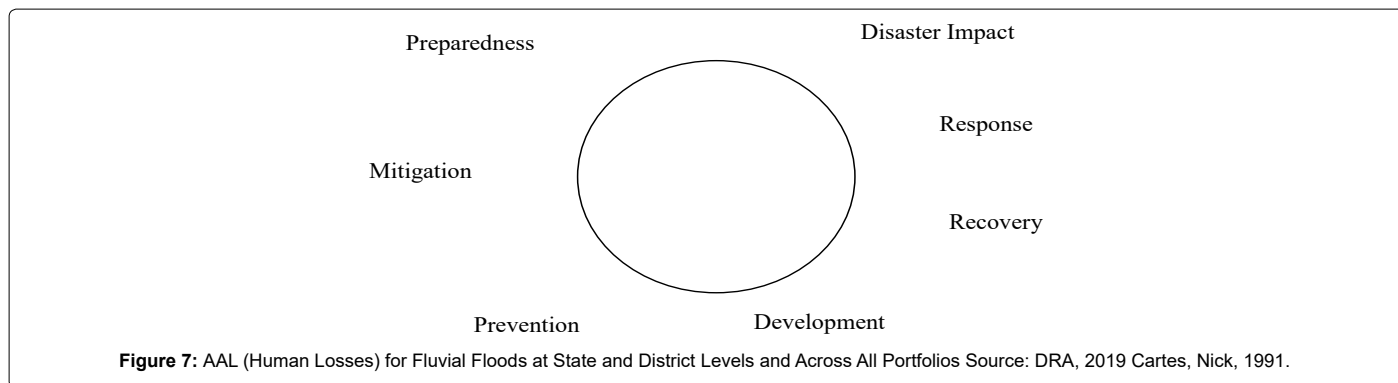 Preparedness
Disaster Impact
Response
Mitigation
Recovery
Prevention
Development
Figure 7: AAL (Human Losses) for Fluvial Floods at State and District Levels and Across All Portfolios Source: DRA, 2019 Cartes, Nick, 1991.